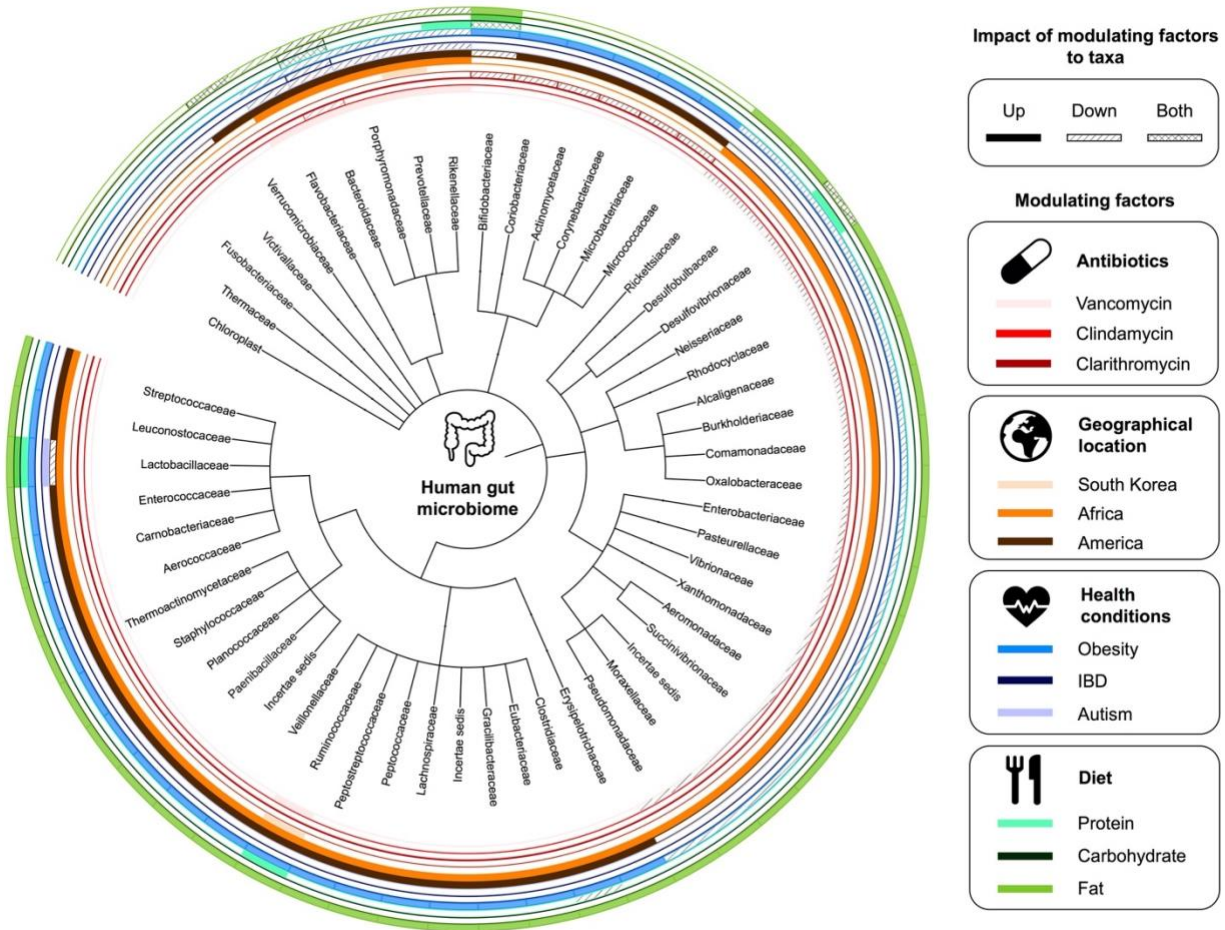 Impact of modulating factors
to taxa
Up Down Both
Modulating factors
Antibiotics
Vancomycin
Clindamycin
Clarithromycin
Geographical
location
South Korea
Africa
America
Health
conditions
Obesity
IBD
Autism
Diet
Protein
Carbohydrate
Fat
Human gut
microbiome
Bifidobacteriaceae
Coriobacteriaceae
Actinomycetaceae
Corynebacteriaceae
Microbacteriaceae
Micrococcaceae
Rickettsiaceae
Desulfobulbaceae
Desulfovibrionaceae
Neisseriaceae
Rhodocyclaceae
Alcaligenaceae
Burkholderiaceae
Comamonadaceae
Oxalobacteraceae
Enterobacteriaceae
Pasteurellaceae
Vibrionaceae
Xanthomonadaceae
Aeromonadaceae
Succinivibrionaceae
Incertae sedis
Moraxellaceae
Pseudomonadaceae
Erysipelotrichaceae
Clostridiaceae
Eubacteriaceae
Gracilibacteraceae
Incertae sedis
Lachnospiraceae
Peptococcaceae
Peptostreptococcaceae
Ruminococcaceae
Veillonellaceae
Incertae sedis
Paenibacillaceae
Planococcaceae
Staphylococcaceae
Thermoactinomycetaceae
Aerococcaceae
Carnobacteriaceae
Enterococcaceae
Lactobacillaceae
Leuconostocaceae
Streptococcaceae
Chloroplast
Thermaceae
Fusobacteriaceae
Victivallaceae
Verrucomicrobiaceae
Flavobacteriaceae
Bacteroidaceae
Porphyromonadaceae
Prevotellaceae
Rikenellaceae